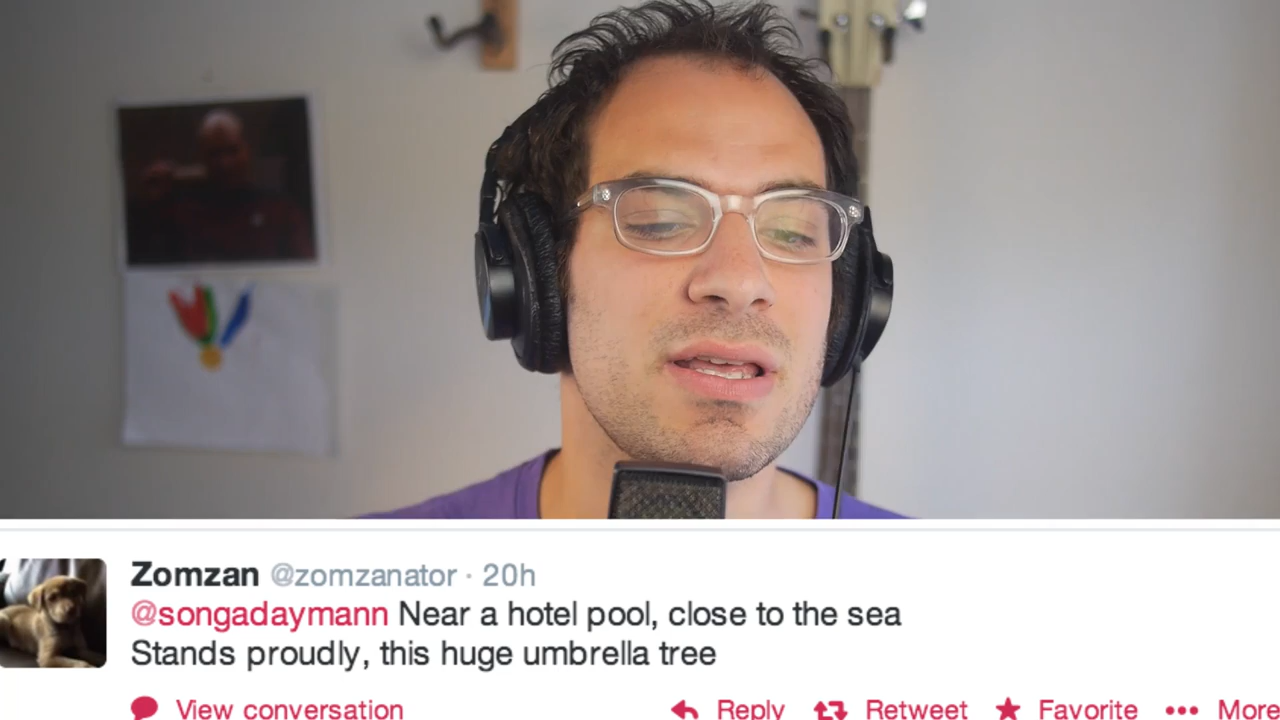 Zomzan @zomzanator · 20h
@songadaymann Near a hotel pool, close to the sea
Stands proudly, this huge umbrella tree
View conversation Reply Retweet Favorite More